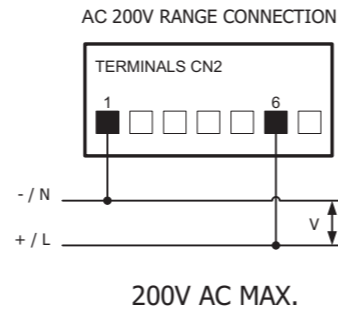 AC 200V RANGE CONNECTION
TERMINALS CN2
1 6
- / N
V
+ / L
200V AC MAX.